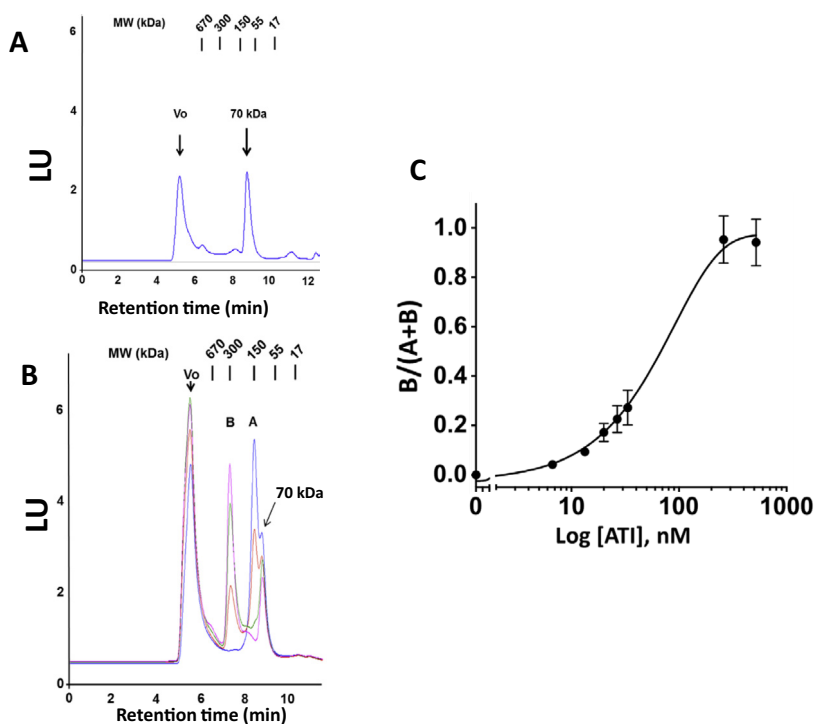 A
MW (kDa)
670
300
150
55
17
6
4
2
0
LU
Vo
70 kDa
0 2 4 6 8 10 12
Retention time (min)
B
MW (kDa)
670
300
150
55
17
Vo
B A
70 kDa
6
4
2
0
LU
0 2 4 6 8 10
Retention time (min)
C
1.0
0.8
0.6
0.4
0.2
0.0
B/(A+B)
0 10 100 1000
Log [ATI], nM